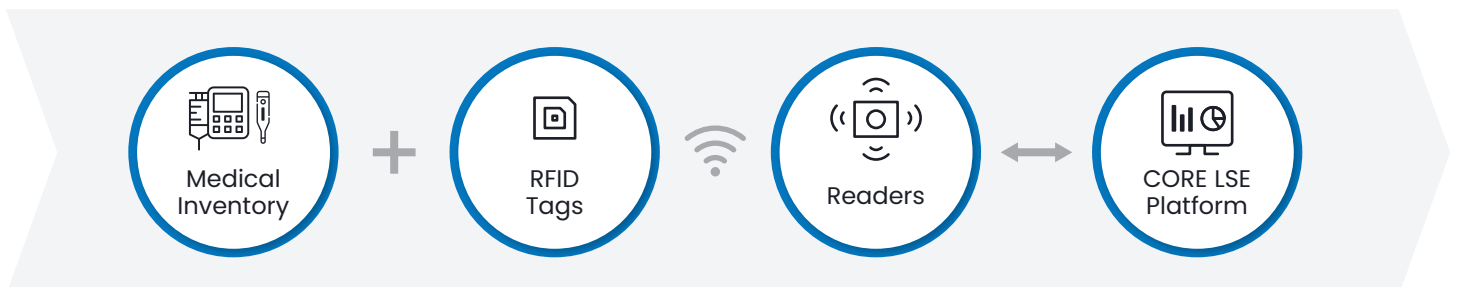 Medical
Inventory
RFID
Tags
Readers
CORE LSE
Platform